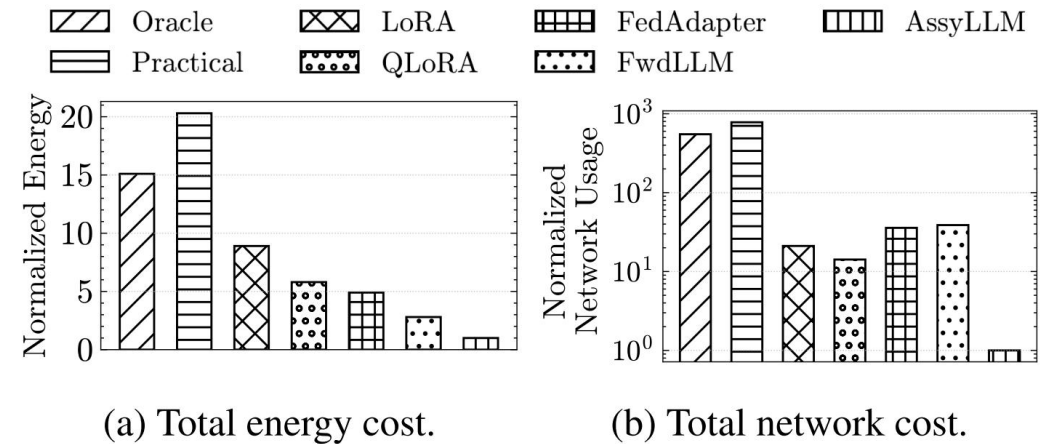 Oracle LoRA FedAdapter AssyLLM
Practical QLoRA FwdLLM
Normalized Energy
20
15
10
5
0
(a) Total energy cost.
Normalized
Network Usage
10³
10²
10¹
10⁰
(b) Total network cost.